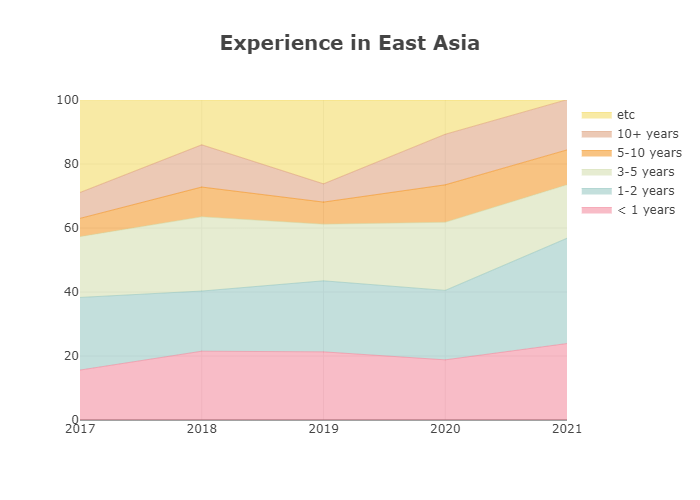 Experience in East Asia
100
80
60
40
20
0
2017 2018 2019 2020 2021
etc
10+ years
5-10 years
3-5 years
1-2 years
< 1 years